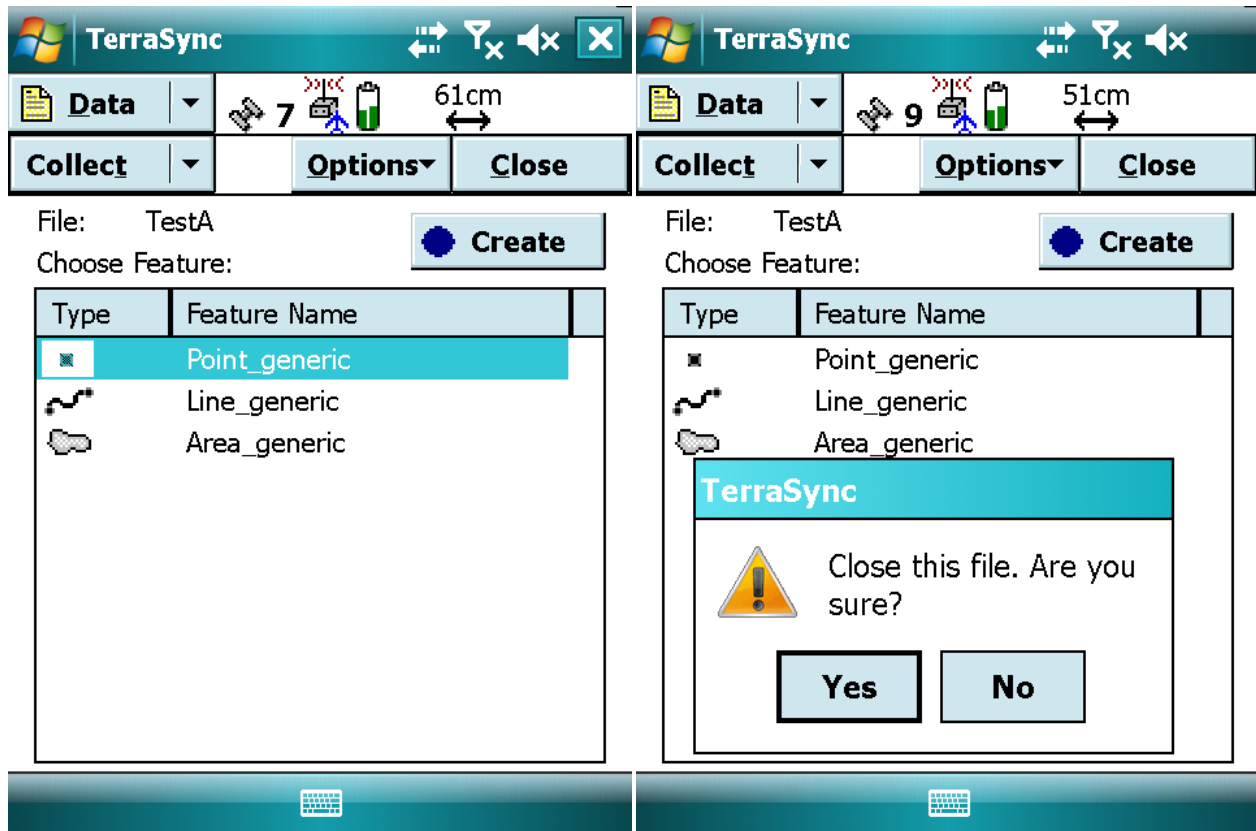 TerraSync
Data
7
61cm
Collect
Options
Close
File: TestA
Create
Choose Feature:
Type Feature Name
Point_generic
Line_generic
Area_generic
TerraSync
Data
9
51cm
Collect
Options
Close
File: TestA
Create
Choose Feature:
Type Feature Name
Point_generic
Line_generic
Area_generic
TerraSync
Close this file. Are you
sure?
Yes No